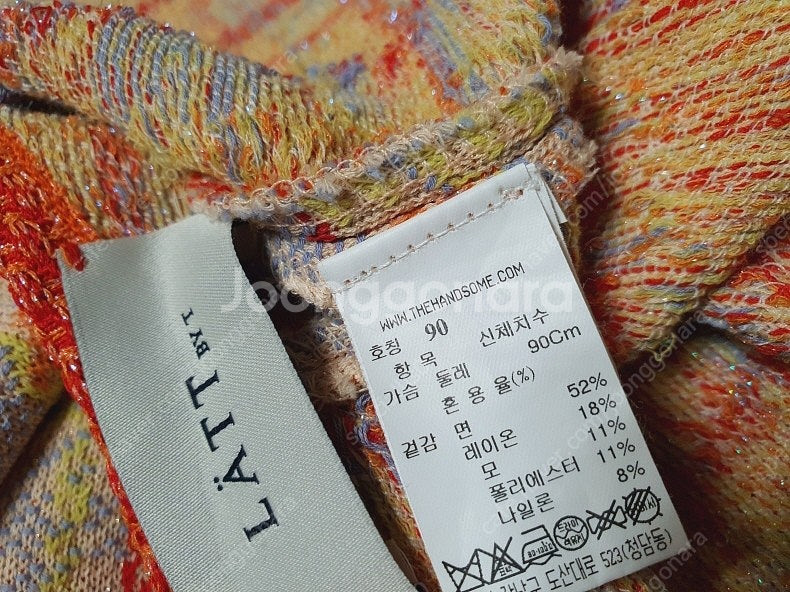 LÄTT BY T
WWW.THEHANDSOME.COM
호칭 90
항 목 신체치수
가슴 둘레 90Cm
혼 용 율(%)
겉감 면 52%
레이온 18%
모 11%
폴리에스터 11%
나일론 8%
도산대로 523(청담동)
Joonggonara